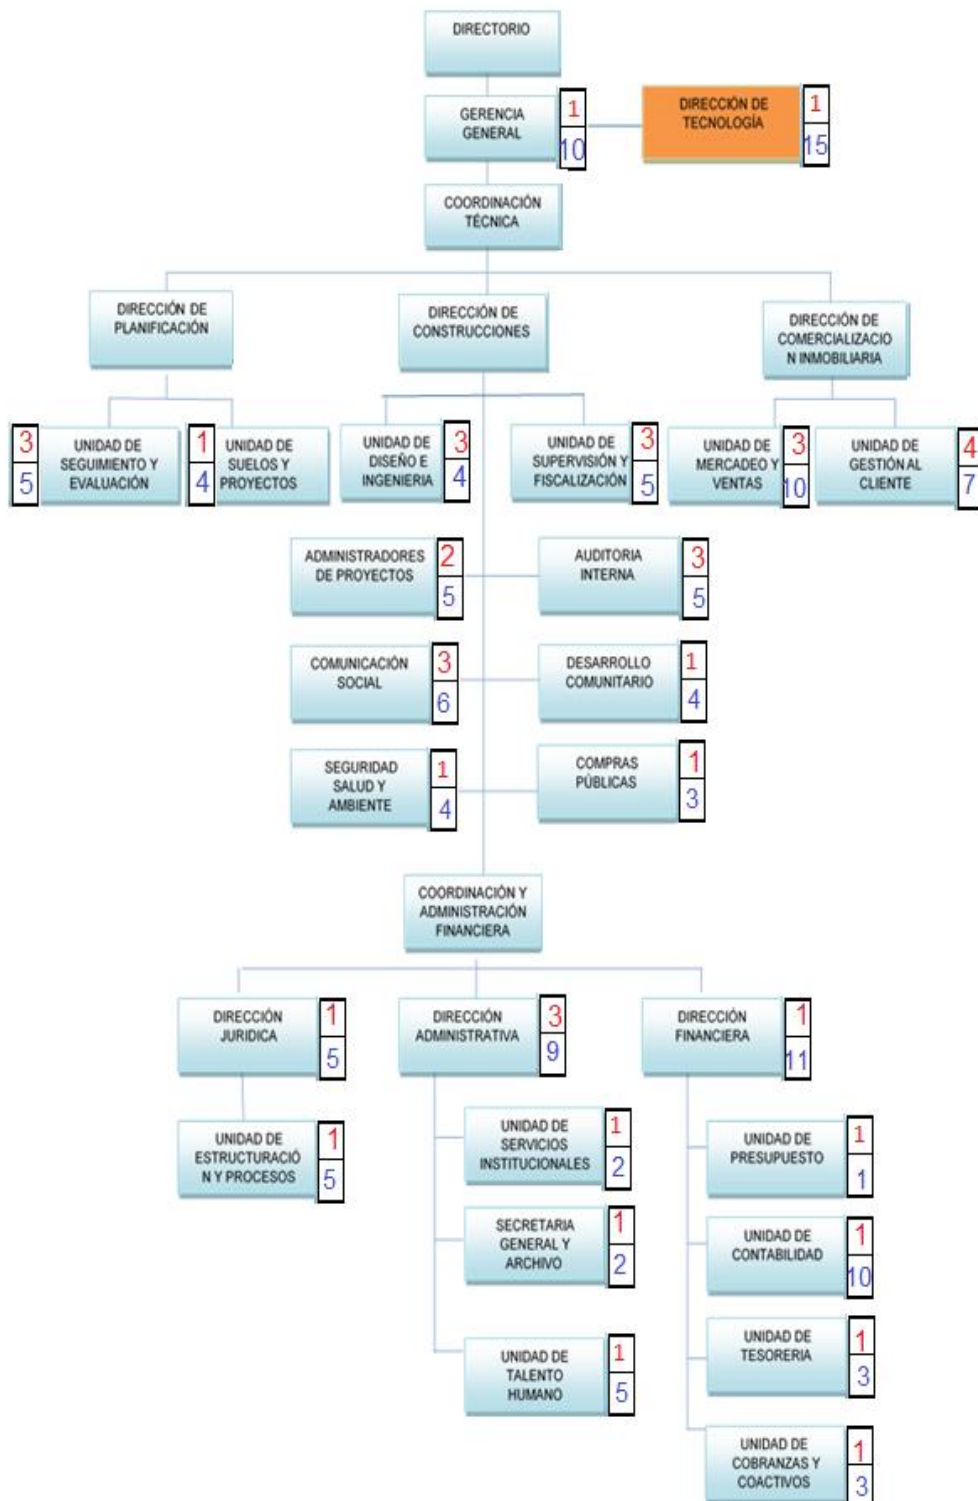 DIRECTORIO
GERENCIA
GENERAL
1
10
DIRECCIÓN DE
TECNOLOGÍA
1
15
COORDINACIÓN
TÉCNICA
DIRECCIÓN DE
PLANIFICACIÓN
DIRECCIÓN DE
CONSTRUCCIONES
DIRECCIÓN DE
COMERCIALIZACIO
N INMOBILIARIA
3
5
UNIDAD DE
SEGUIMIENTO Y
EVALUACIÓN
1
4
UNIDAD DE
SUELOS Y
PROYECTOS
UNIDAD DE
DISEÑO E
INGENIERIA
3
4
UNIDAD DE
SUPERVISIÓN Y
FISCALIZACIÓN
3
5
UNIDAD DE
MERCADEO Y
VENTAS
3
10
UNIDAD DE
GESTIÓN AL
CLIENTE
4
7
ADMINISTRADORES
DE PROYECTOS
2
5
AUDITORIA
INTERNA
3
5
COMUNICACIÓN
SOCIAL
3
6
DESARROLLO
COMUNITARIO
1
4
SEGURIDAD
SALUD Y
AMBIENTE
1
4
COMPRAS
PÚBLICAS
1
3
COORDINACIÓN Y
ADMINISTRACIÓN
FINANCIERA
DIRECCIÓN
JURIDICA
1
5
DIRECCIÓN
ADMINISTRATIVA
3
9
DIRECCIÓN
FINANCIERA
1
11
UNIDAD DE
ESTRUCTURACIÓ
N Y PROCESOS
1
5
UNIDAD DE
SERVICIOS
INSTITUCIONALES
1
2
UNIDAD DE
PRESUPUESTO
1
1
SECRETARIA
GENERAL Y
ARCHIVO
1
2
UNIDAD DE
CONTABILIDAD
1
10
UNIDAD DE
TALENTO
HUMANO
1
5
UNIDAD DE
TESORERIA
1
3
UNIDAD DE
COBRANZAS Y
COACTIVOS
1
3